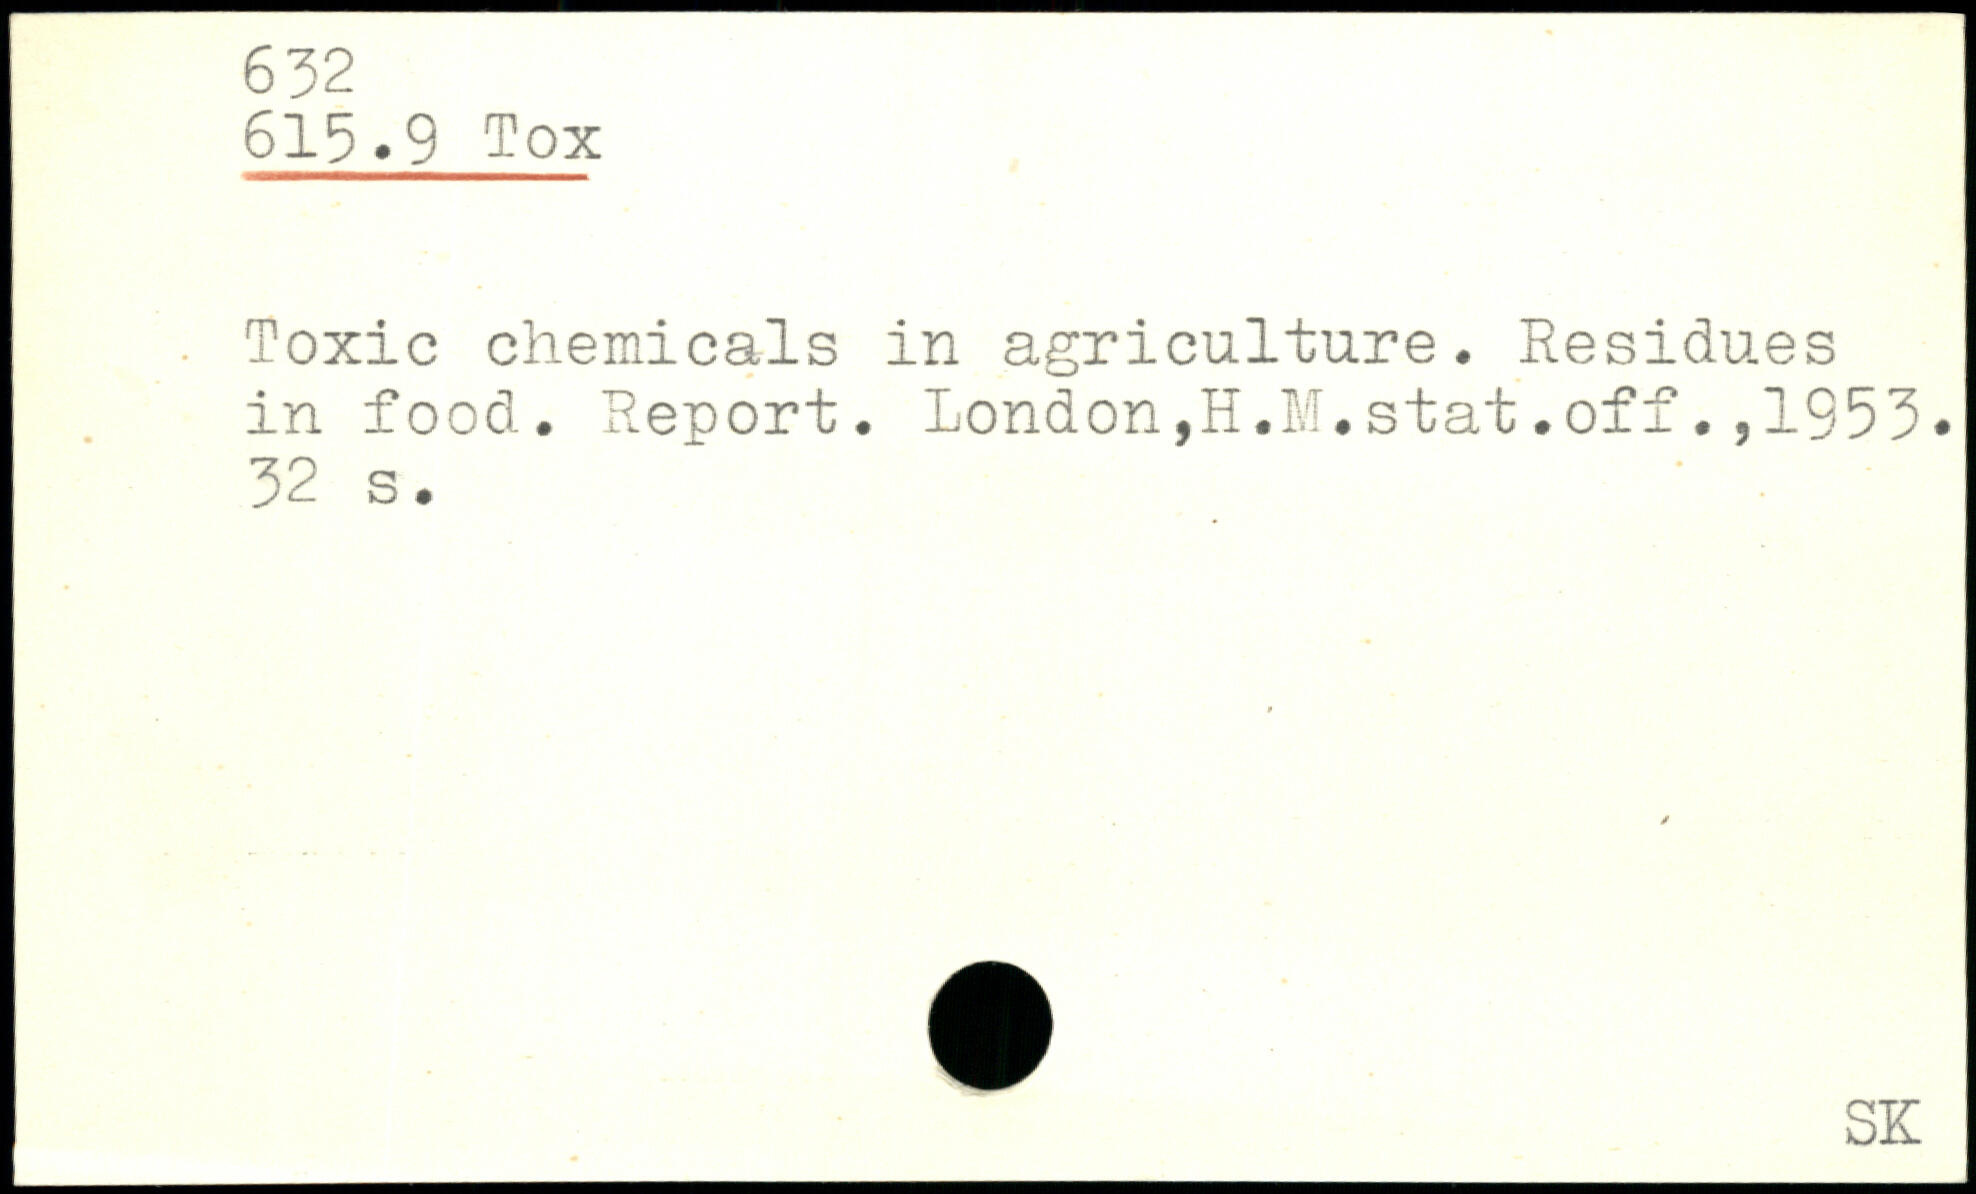 632
615.9 Tox
Toxic chemicals in agriculture. Residues
in food. Report. London,H.M.stat.off.,1953.
32 s.
SK